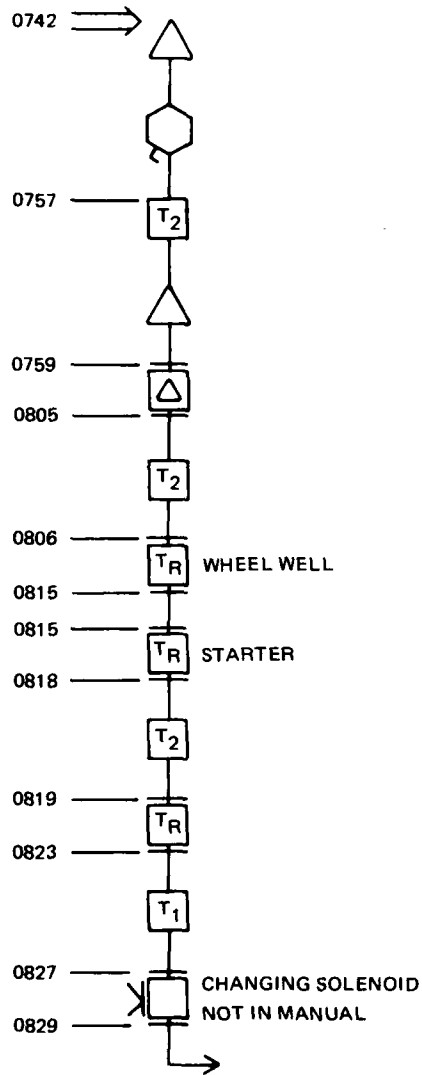 0742
0757
T2
0759
0805
T2
0806
TR WHEEL WELL
0815
0815
TR STARTER
0818
T2
0819
TR
0823
T1
0827
CHANGING SOLENOID
NOT IN MANUAL
0829